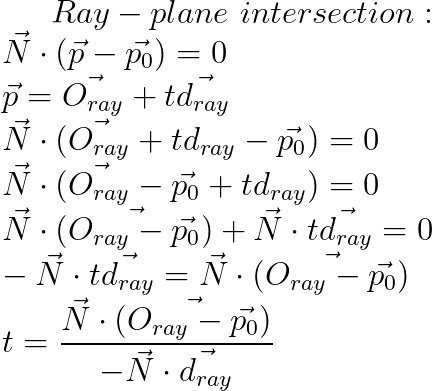 Ray − plane intersection :
$\vec{N} \cdot (\vec{p} - \vec{p_0}) = 0$
$\vec{p} = \vec{O_{ray}} + t\vec{d_{ray}}$
$\vec{N} \cdot (\vec{O_{ray}} + t\vec{d_{ray}} - \vec{p_0}) = 0$
$\vec{N} \cdot (\vec{O_{ray}} - \vec{p_0} + t\vec{d_{ray}}) = 0$
$\vec{N} \cdot (\vec{O_{ray} - \vec{p_0}}) + \vec{N} \cdot t\vec{d_{ray}} = 0$
$-\vec{N} \cdot t\vec{d_{ray}} = \vec{N} \cdot (\vec{O_{ray} - \vec{p_0}})$
$t = \frac{\vec{N} \cdot (\vec{O_{ray} - \vec{p_0}})}{-\vec{N} \cdot \vec{d_{ray}}}$